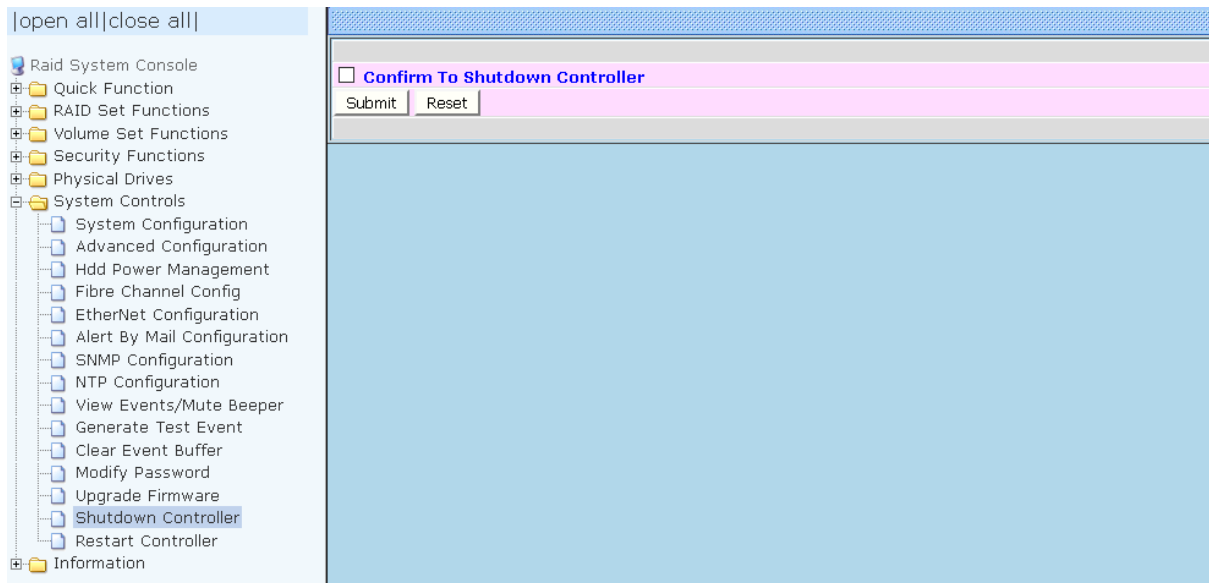 |open all|close all|
Raid System Console
Quick Function
RAID Set Functions
Volume Set Functions
Security Functions
Physical Drives
System Controls
System Configuration
Advanced Configuration
Hdd Power Management
Fibre Channel Config
EtherNet Configuration
Alert By Mail Configuration
SNMP Configuration
NTP Configuration
View Events/Mute Beeper
Generate Test Event
Clear Event Buffer
Modify Password
Upgrade Firmware
Shutdown Controller
Restart Controller
Information
Confirm To Shutdown Controller
Submit Reset